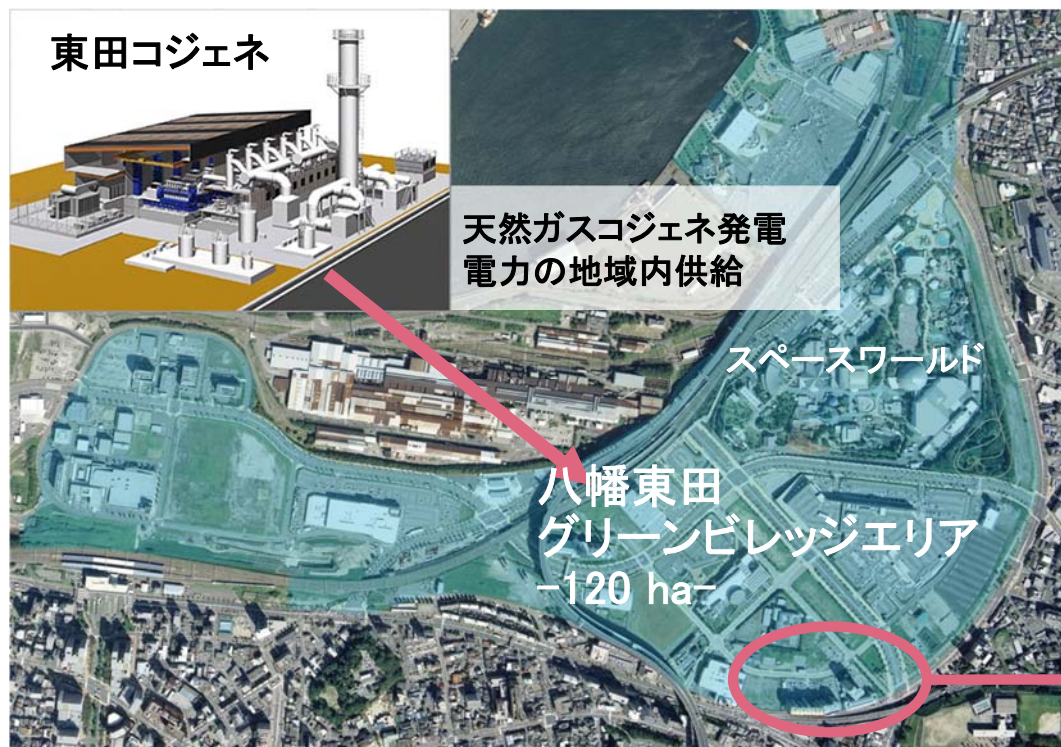 東田コジェネ
天然ガスコジェネ発電
電力の地域内供給
スペースワールド
八幡東田
グリーンビレッジエリア
-120 ha-